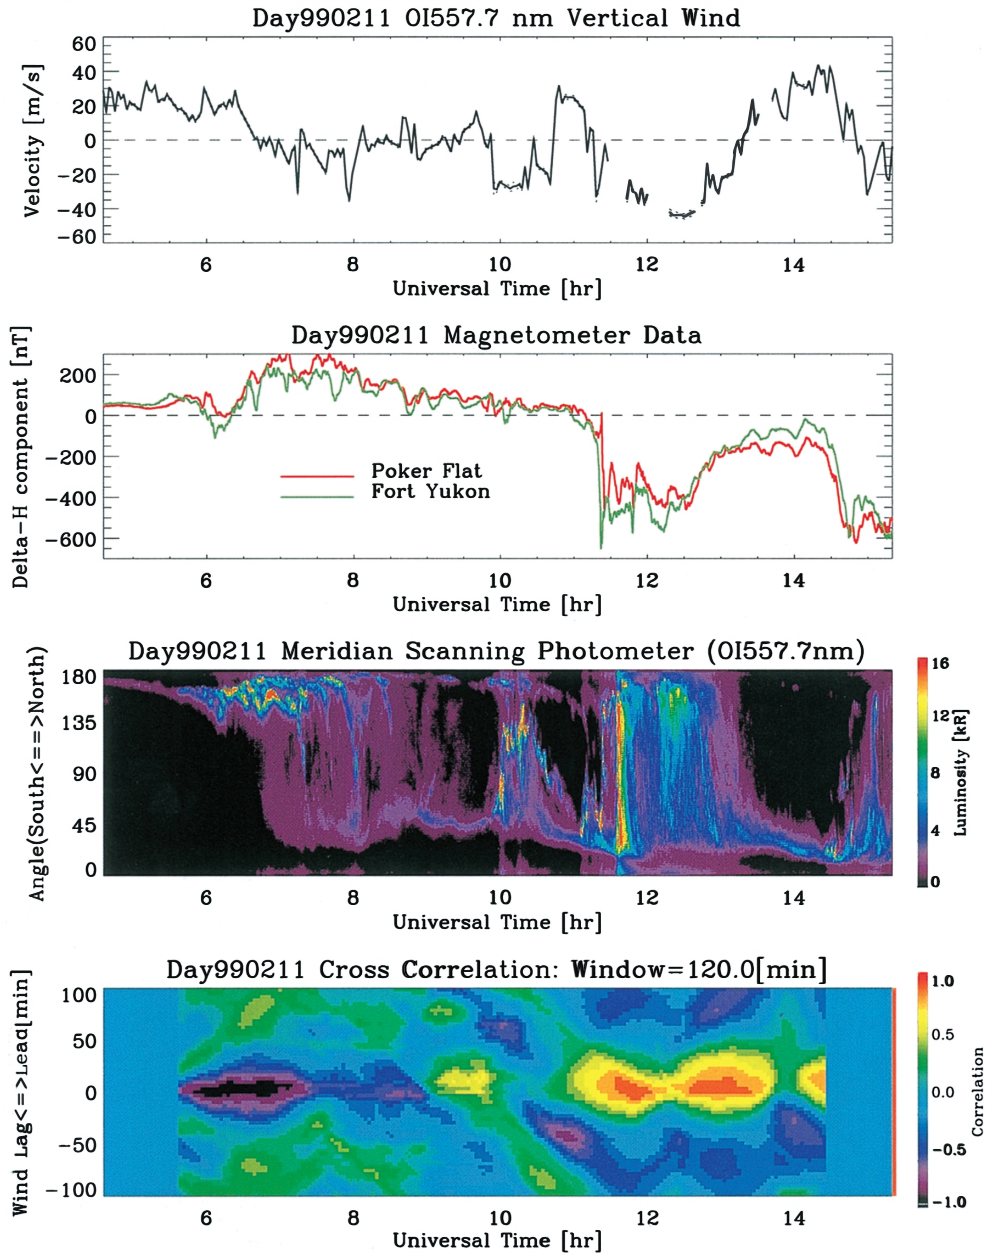 Day990211 OI557.7 nm Vertical Wind
Velocity [m/s]
60
40
20
0
−20
−40
−60
6 8 10 12 14
Universal Time [hr]
Day990211 Magnetometer Data
Delta−H component [nT]
200
0
−200
−400
−600
Poker Flat
Fort Yukon
6 8 10 12 14
Universal Time [hr]
Day990211 Meridian Scanning Photometer (OI557.7nm)
Angle(South<==>North)
180
135
90
45
0
6 8 10 12 14
Universal Time [hr]
16
12
8
4
0
Luminosity [kR]
Day990211 Cross Correlation: Window=120.0[min]
Wind Lag<=>Lead[min]
100
50
0
−50
−100
6 8 10 12 14
Universal Time [hr]
1.0
0.5
0.0
−0.5
−1.0
Correlation